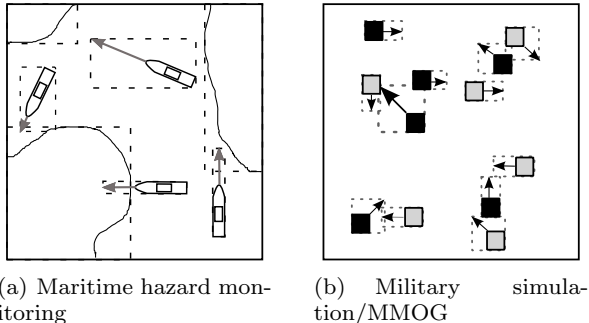 (a) Maritime hazard mon-
itoring
(b) Military simula-
tion/MMOG